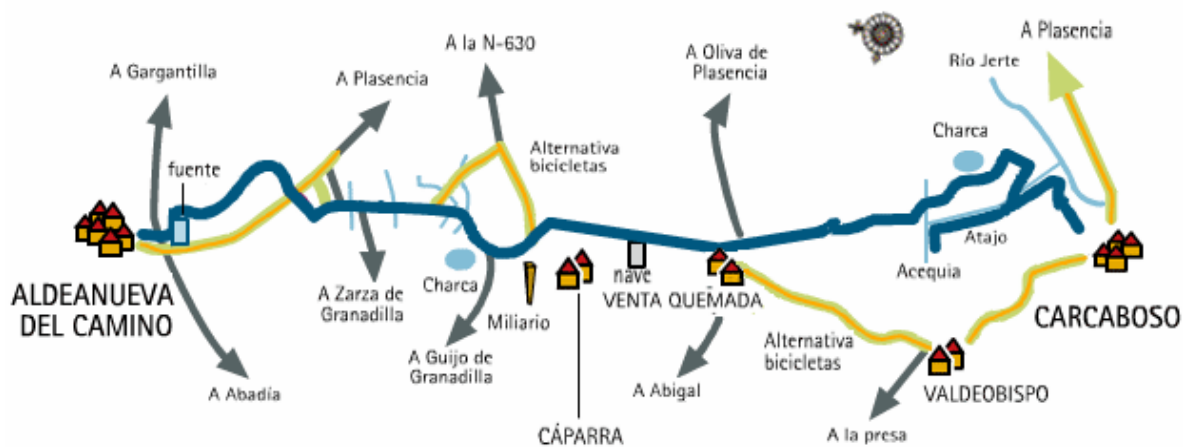 A Gargantilla
A Plasencia
A la N-630
A Oliva de
Plasencia
A Plasencia
Río Jerte
Charca
fuente
Alternativa
bicicletas
ALDEANUEVA
DEL CAMINO
A Zarza de
Granadilla
Charca
Miliario
nave
VENTA QUEMADA
Acequia
Atajo
CARCABOSO
A Guijo de
Granadilla
A Abadía
A Abigal
Alternativa
bicicletas
VALDEOBISPO
CÁPARRA
A la presa